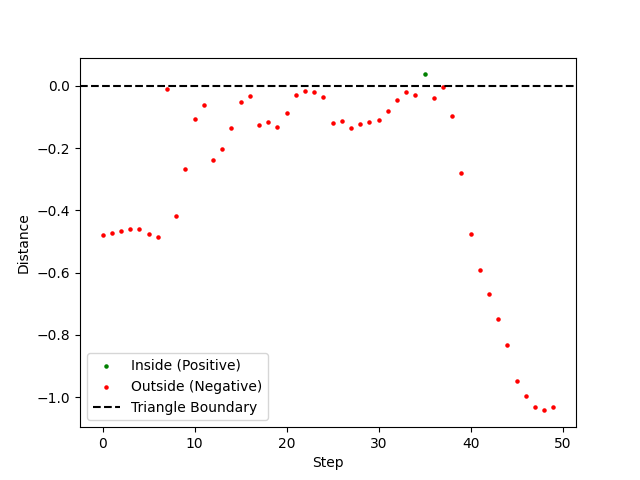 0.0
−0.2
−0.4
−0.6
−0.8
−1.0
Distance
Inside (Positive)
Outside (Negative)
Triangle Boundary
0 10 20 30 40 50
Step